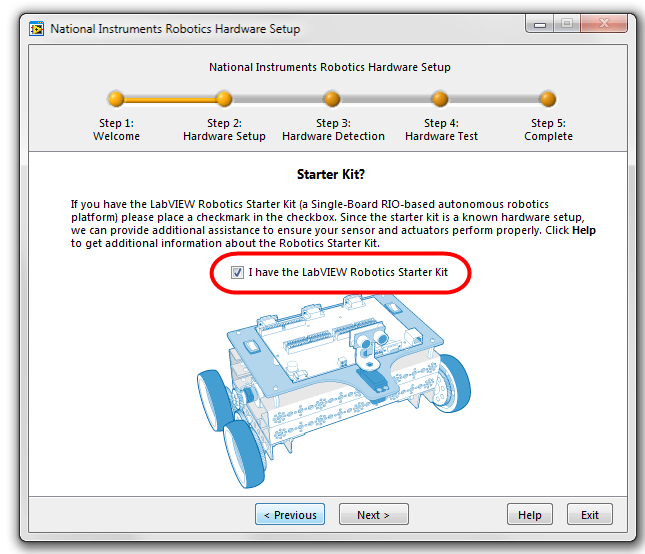 National Instruments Robotics Hardware Setup
National Instruments Robotics Hardware Setup
Step 1:
Welcome
Step 2:
Hardware Setup
Step 3:
Hardware Detection
Step 4:
Hardware Test
Step 5:
Complete
Starter Kit?
If you have the LabVIEW Robotics Starter Kit (a Single-Board RIO-based autonomous robotics
platform) please place a checkmark in the checkbox. Since the starter kit is a known hardware setup,
we can provide additional assistance to ensure your sensor and actuators perform properly. Click Help
to get additional information about the Robotics Starter Kit.
I have the LabVIEW Robotics Starter Kit
< Previous
Next >
Help
Exit